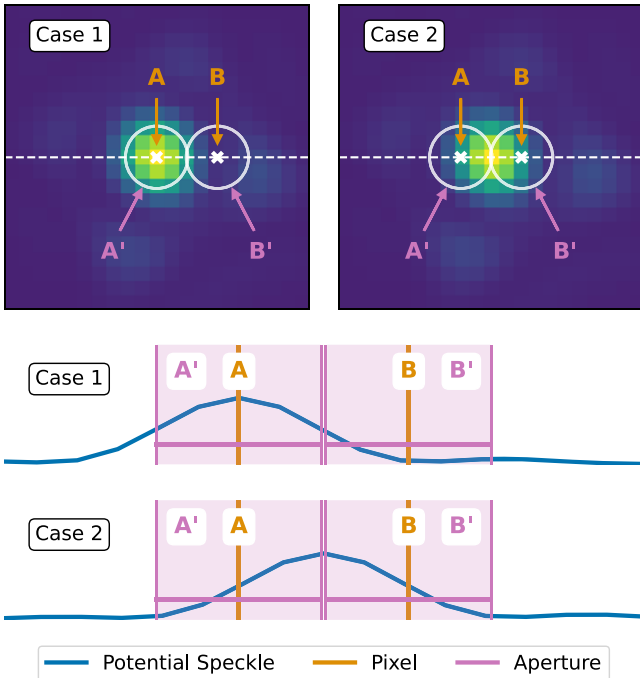 Case 1
Case 2
A B
A B
A' B'
A' B'
Case 1
A' A B B'
Case 2
A' A B B'
Potential Speckle Pixel Aperture